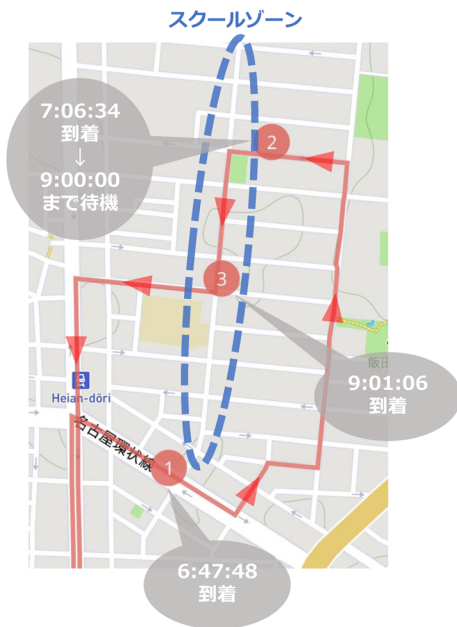 スクールゾーン
7:06:34
到着
↓
9:00:00
まで待機
2
3
Heian-dōri
名古屋環状線
1
飯田
9:01:06
到着
6:47:48
到着